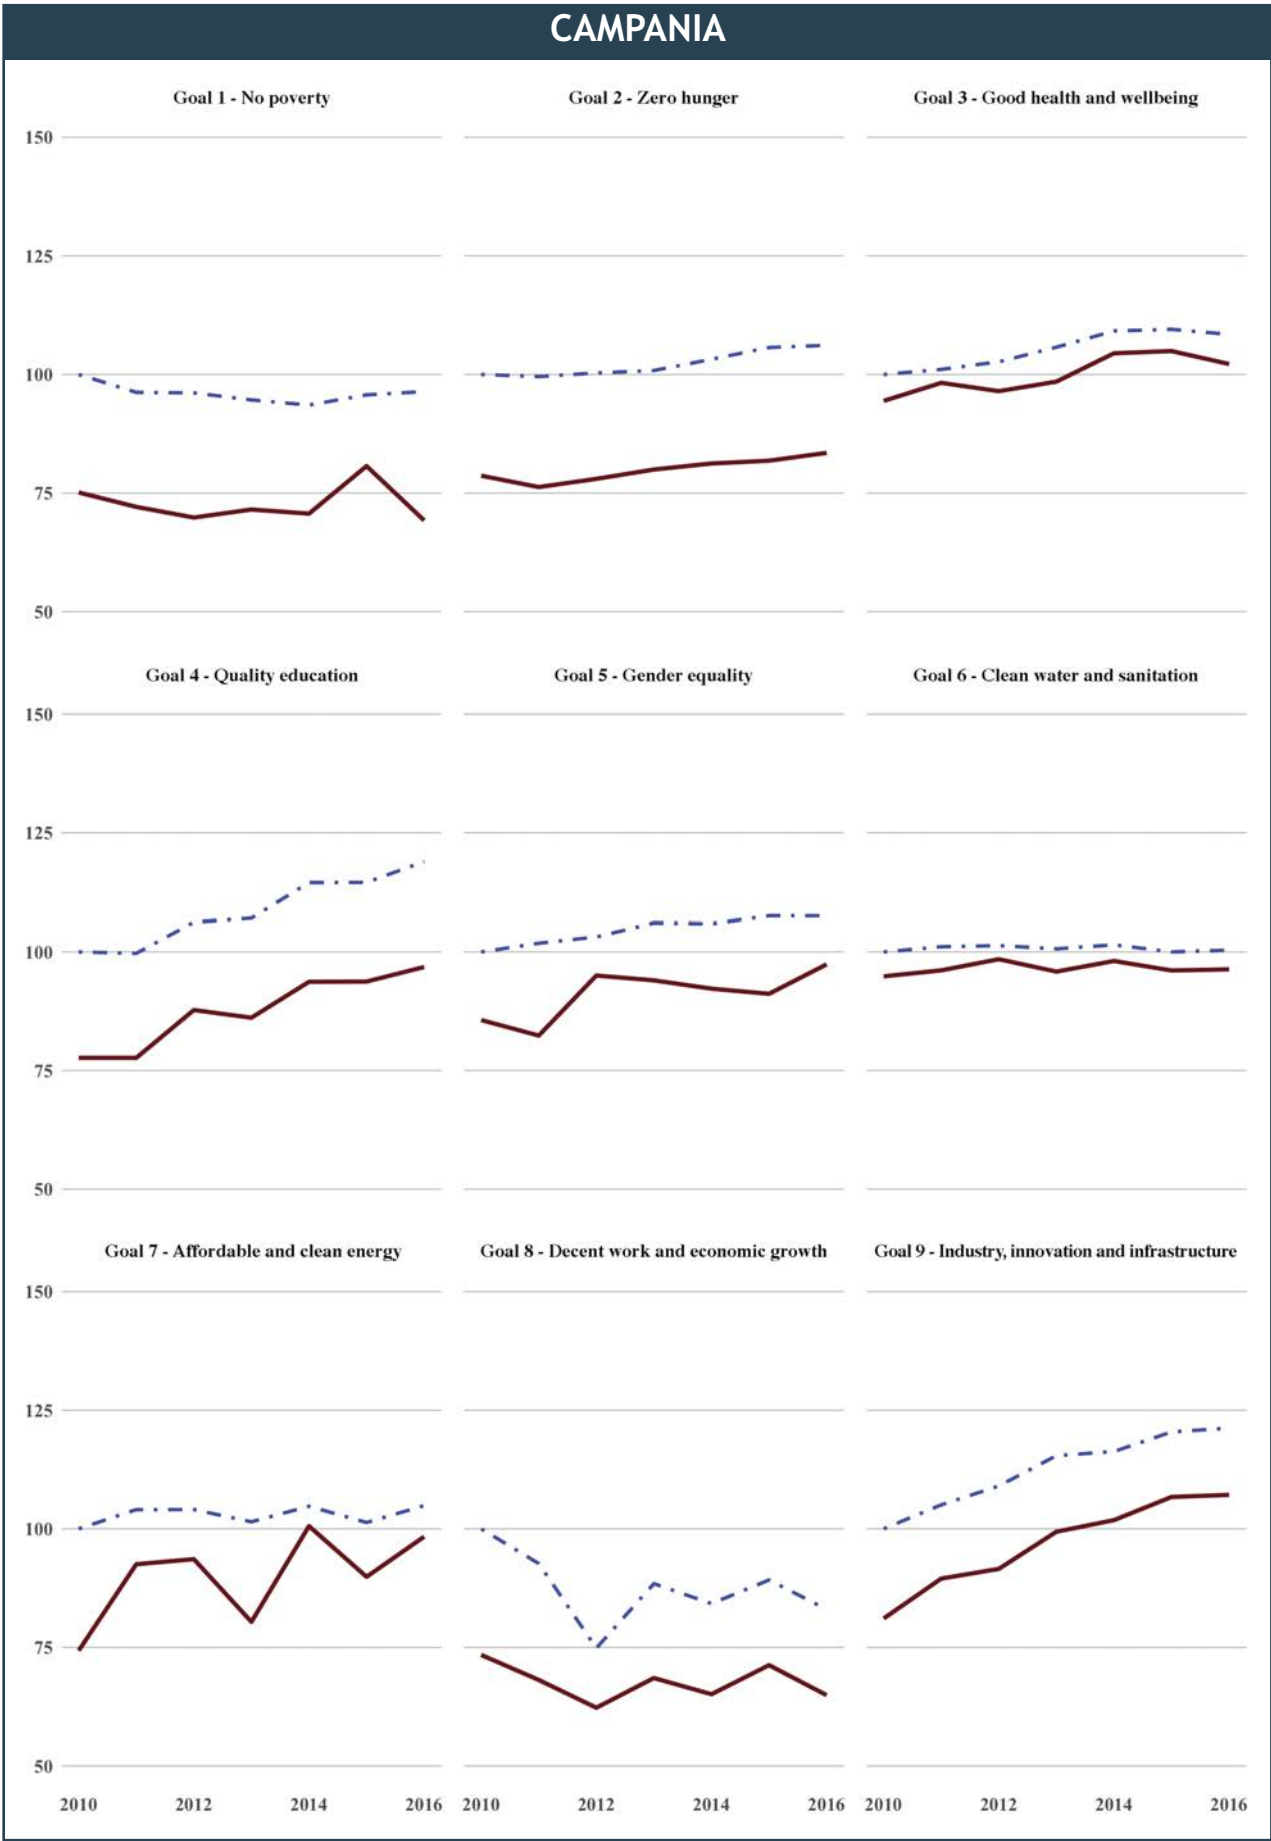 CAMPANIA
Goal 1 - No poverty
Goal 2 - Zero hunger
Goal 3 - Good health and wellbeing
150
125
100
75
50
Goal 4 - Quality education
Goal 5 - Gender equality
Goal 6 - Clean water and sanitation
150
125
100
75
50
Goal 7 - Affordable and clean energy
Goal 8 - Decent work and economic growth
Goal 9 - Industry, innovation and infrastructure
150
125
100
75
50
2010 2012 2014 2016
2010 2012 2014 2016
2010 2012 2014 2016